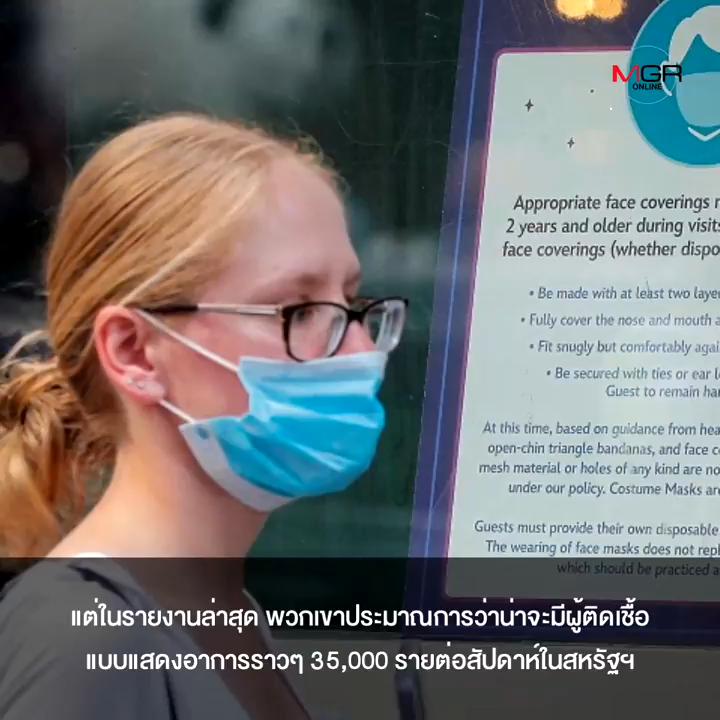 MGR
ONLINE
Appropriate face coverings
2 years and older during visits
face coverings (whether
• Be made with at least two
• Fully cover the nose and mouth
• Fit snugly but comfortably
• Be secured with ties or ear
Guest to remain
At this time, based on guidance from
open-chin triangle bandanas, and face
mesh material or holes of any kind are
under our policy. Costume Masks
Guests must provide their own disposable
The wearing of face masks does not
which should be practiced
แต่ในรายงานล่าสุด พวกเขาประมาณการว่าน่าจะมีผู้ติดเชื้อ
แบบแสดงอาการราวๆ 35,000 รายต่อสัปดาห์ในสหรัฐฯ